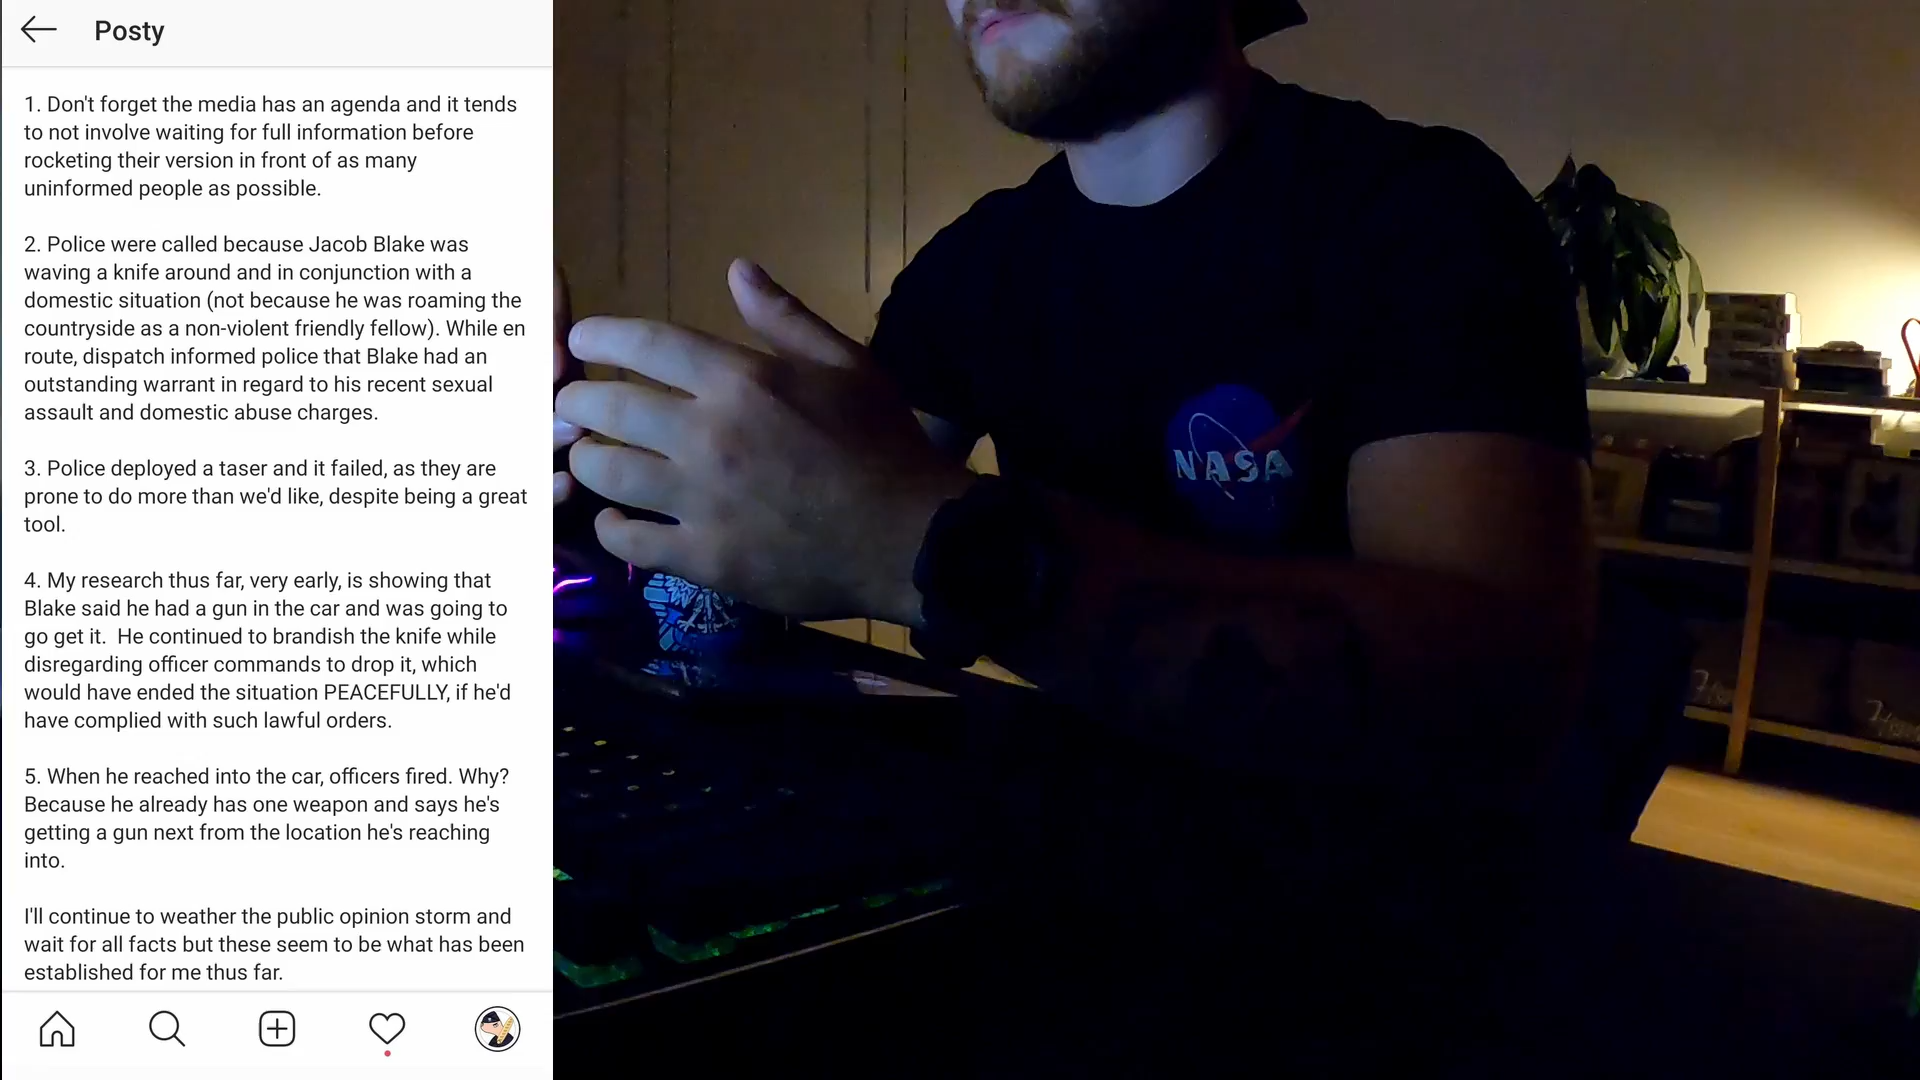 Posty
1. Don't forget the media has an agenda and it tends
to not involve waiting for full information before
rocketing their version in front of as many
uninformed people as possible.
2. Police were called because Jacob Blake was
waving a knife around and in conjunction with a
domestic situation (not because he was roaming the
countryside as a non-violent friendly fellow). While en
route, dispatch informed police that Blake had an
outstanding warrant in regard to his recent sexual
assault and domestic abuse charges.
3. Police deployed a taser and it failed, as they are
prone to do more than we'd like, despite being a great
tool.
4. My research thus far, very early, is showing that
Blake said he had a gun in the car and was going to
go get it.  He continued to brandish the knife while
disregarding officer commands to drop it, which
would have ended the situation PEACEFULLY, if he'd
have complied with such lawful orders.
5. When he reached into the car, officers fired. Why?
Because he already has one weapon and says he's
getting a gun next from the location he's reaching
into.
I'll continue to weather the public opinion storm and
wait for all facts but these seem to be what has been
established for me thus far.
NASA